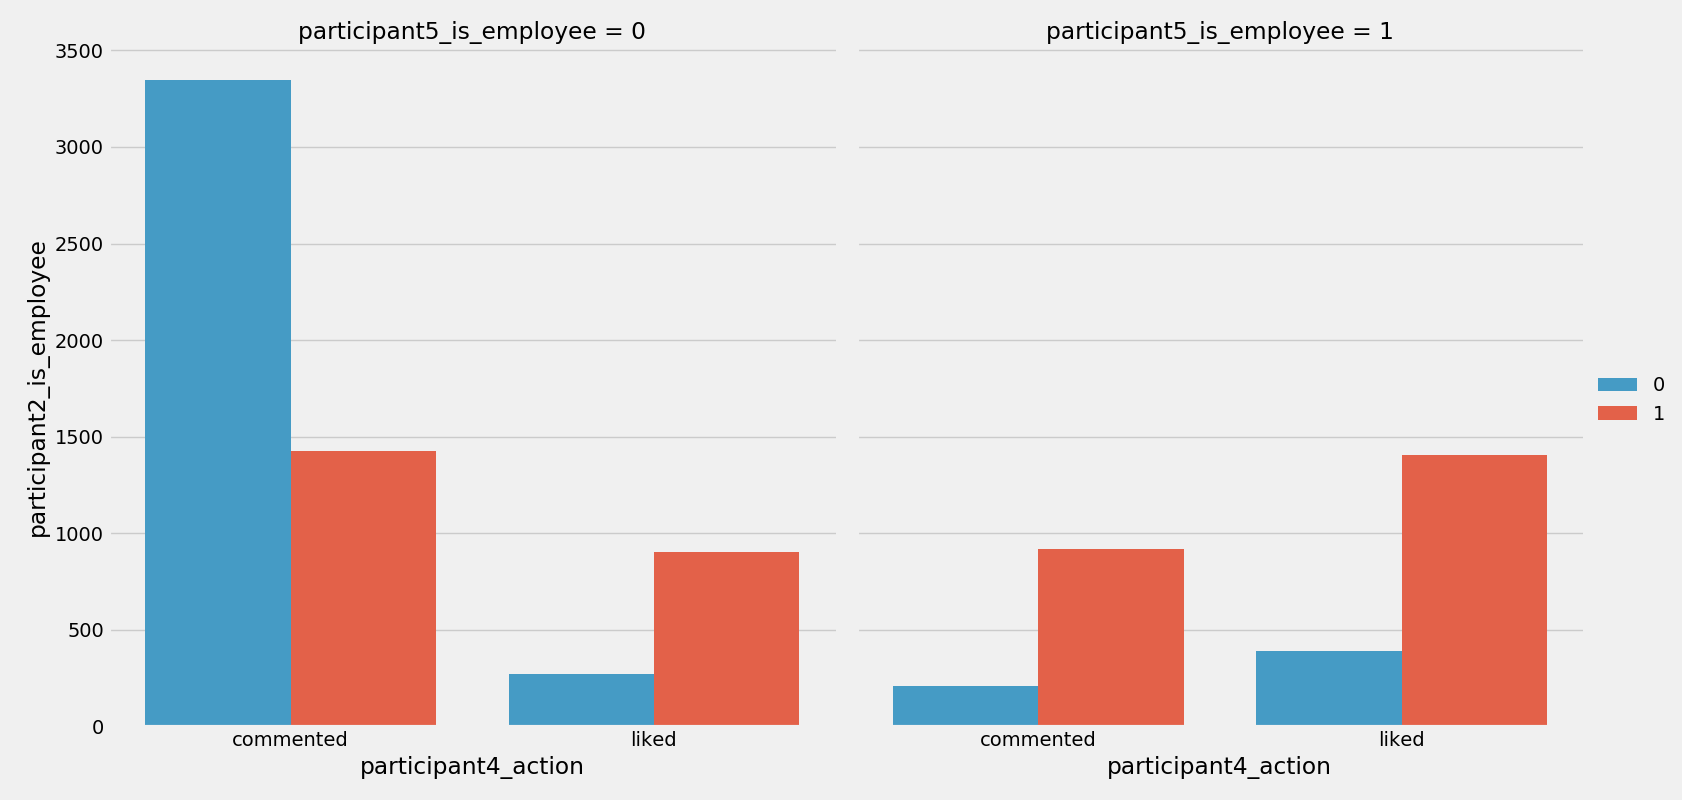 participant5_is_employee = 0
participant5_is_employee = 1
participant2_is_employee
3500
3000
2500
2000
1500
1000
500
0
commented
liked
commented
liked
participant4_action
participant4_action
0
1